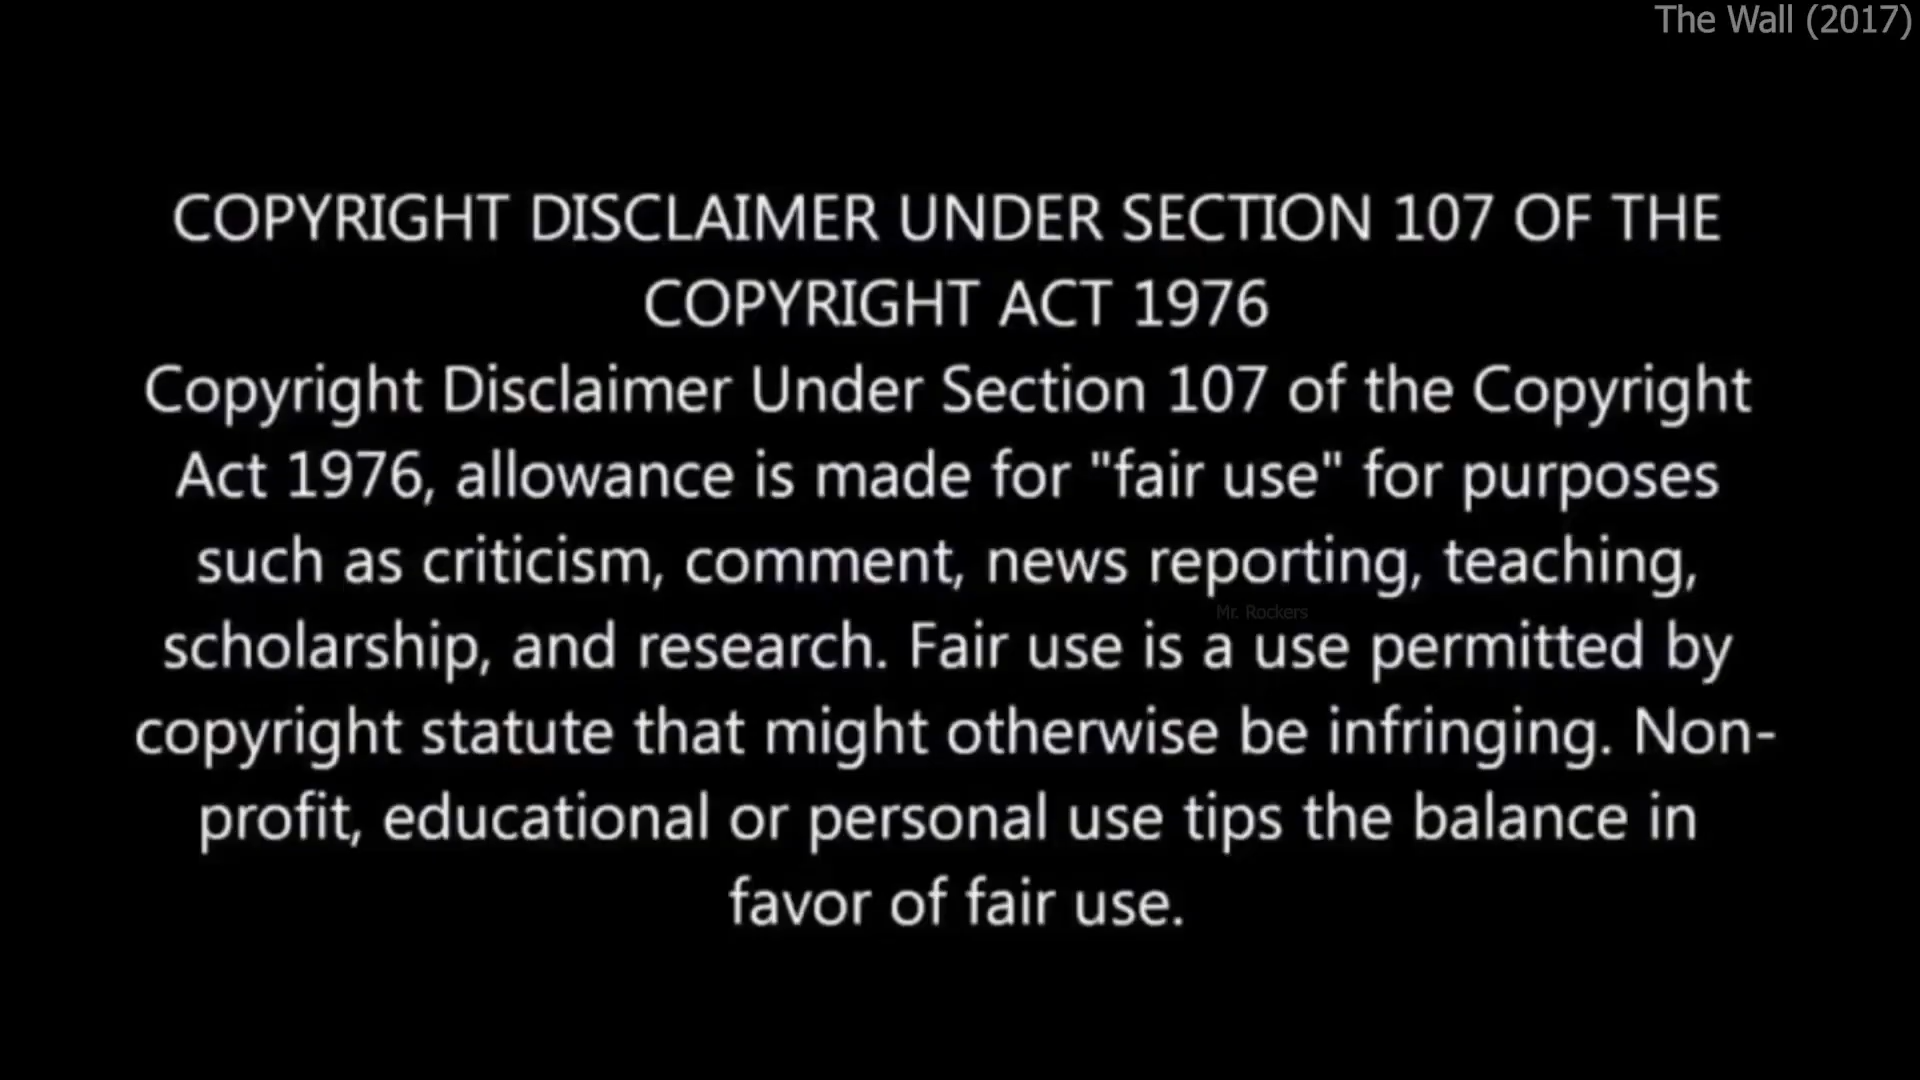 The Wall (2017)
COPYRIGHT DISCLAIMER UNDER SECTION 107 OF THE
COPYRIGHT ACT 1976
Copyright Disclaimer Under Section 107 of the Copyright
Act 1976, allowance is made for "fair use" for purposes
such as criticism, comment, news reporting, teaching,
Mr. Rockers
scholarship, and research. Fair use is a use permitted by
copyright statute that might otherwise be infringing. Non-
profit, educational or personal use tips the balance in
favor of fair use.